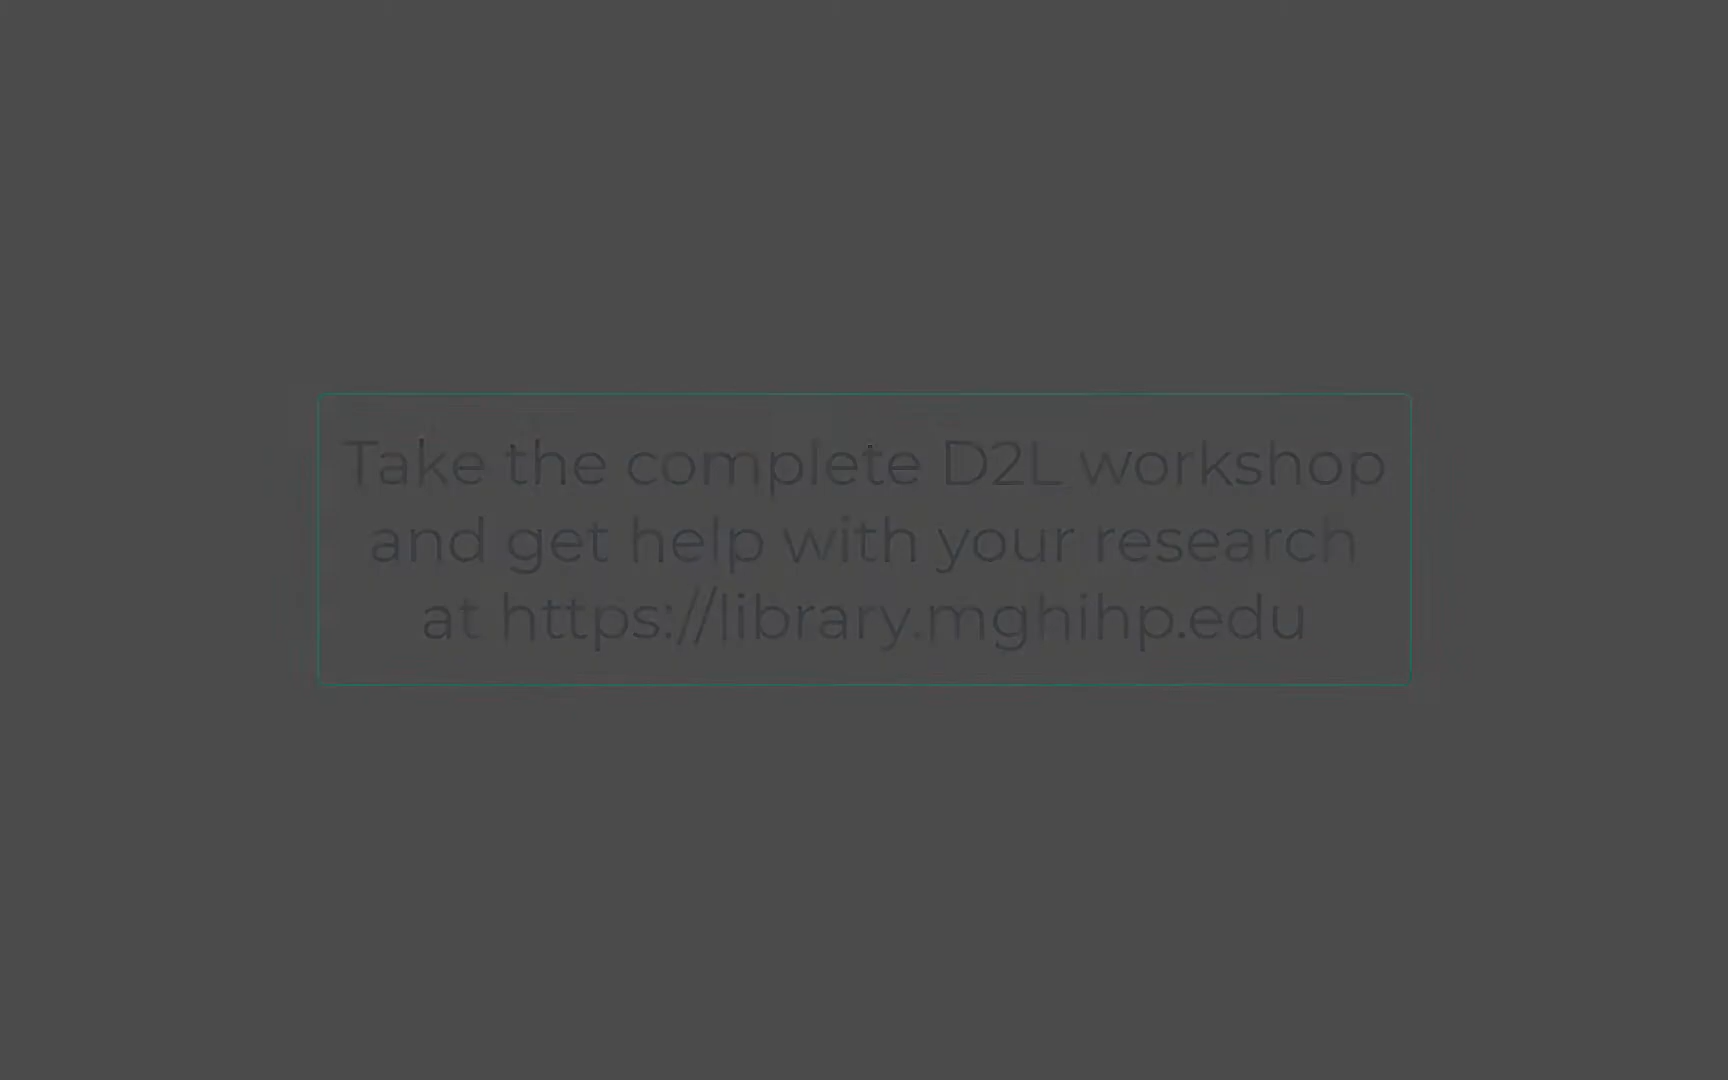 Take the complete D2L workshop
and get help with your research
at https://library.mghihp.edu